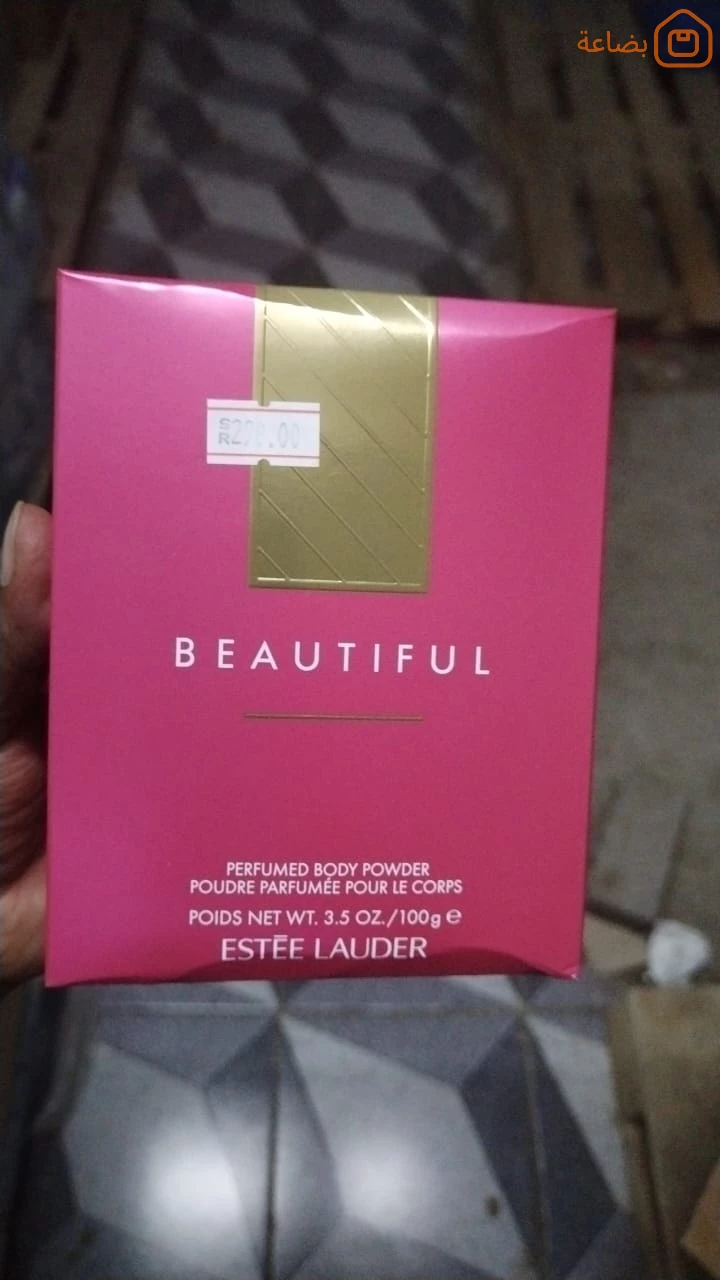 بضاعة
SR
BEAUTIFUL
PERFUMED BODY POWDER
POUDRE PARFUMÉE POUR LE CORPS
POIDS NET WT. 3.5 OZ./100g ℮
ESTĒE LAUDER